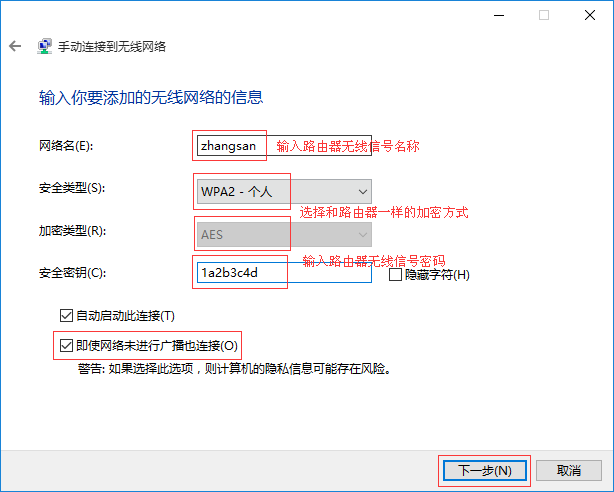 手动连接到无线网络
输入你要添加的无线网络的信息
网络名(E): zhangsan 输入路由器无线信号名称
安全类型(S): WPA2 - 个人
选择和路由器一样的加密方式
加密类型(R): AES
输入路由器无线信号密码
安全密钥(C): 1a2b3c4d 隐藏字符(H)
自动启动此连接(T)
即使网络未进行广播也连接(O)
警告: 如果选择此选项，则计算机的隐私信息可能存在风险。
下一步(N) 取消